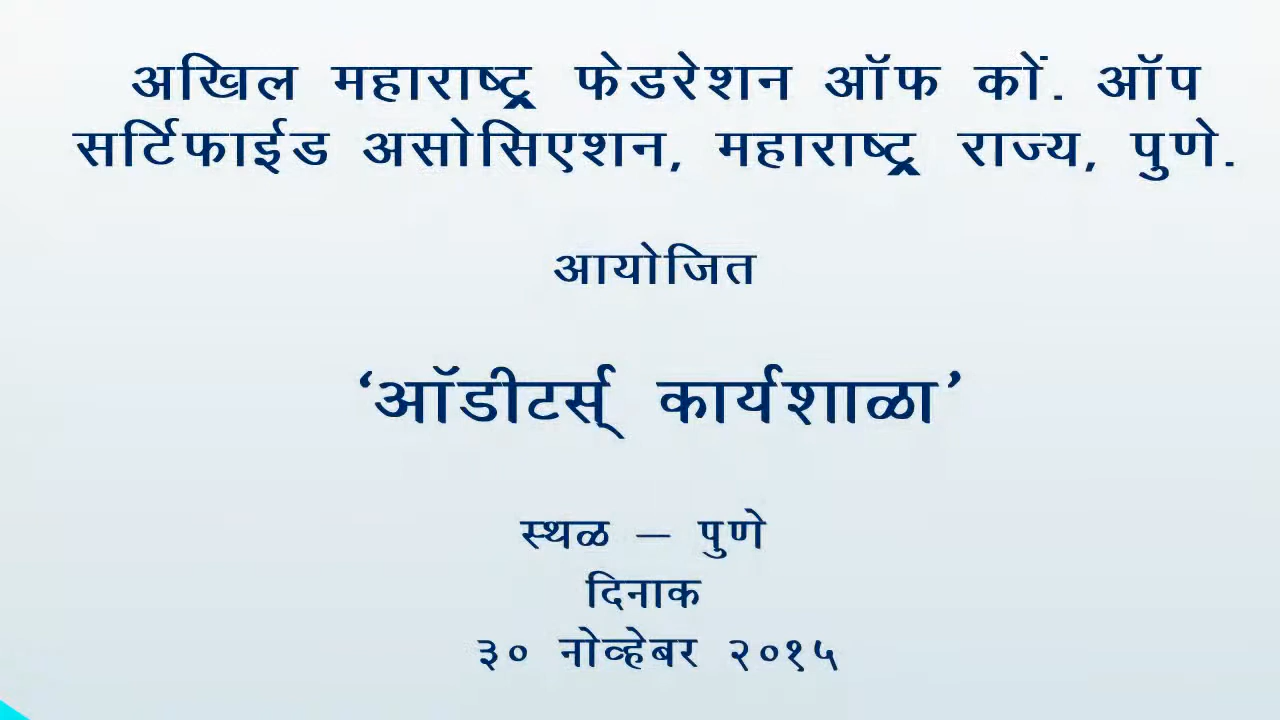 अखिल महाराष्ट्र फेडरेशन ऑफ कों. ऑप
सर्टिफाईड असोसिएशन, महाराष्ट्र राज्य, पुणे.
आयोजित
‘ऑडीटर्स् कार्यशाळा’
स्थळ – पुणे
दिनाक
३० नोव्हेबर २०१५